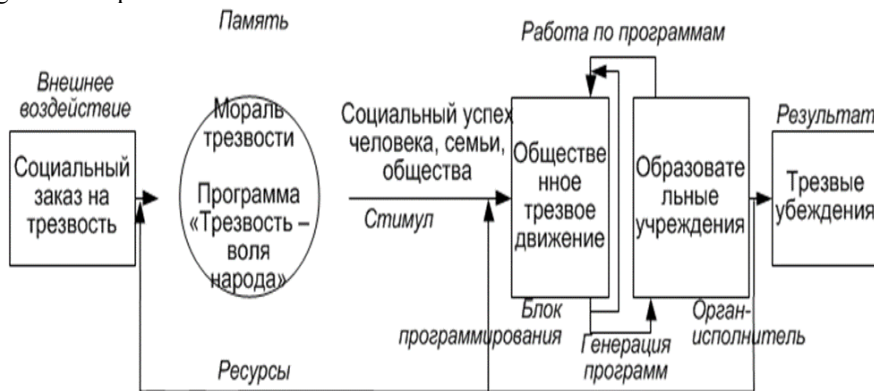 Память
Работа по программам
Внешнее
воздействие
Социальный
заказ на
трезвость
Мораль
трезвости
Программа
«Трезвость –
воля
народа»
Социальный успех
человека, семьи,
общества
Стимул
Обществе
нное
трезвое
движение
Образовате
льные
учреждения
Результат
Трезвые
убеждения
Блок
программирования
Генерация
программ
Орган-
исполнитель
Ресурсы